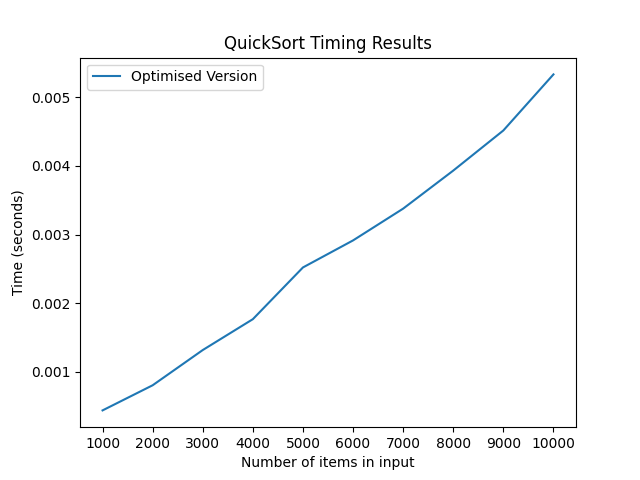 QuickSort Timing Results
Optimised Version
Time (seconds)
0.005
0.004
0.003
0.002
0.001
1000 2000 3000 4000 5000 6000 7000 8000 9000 10000
Number of items in input